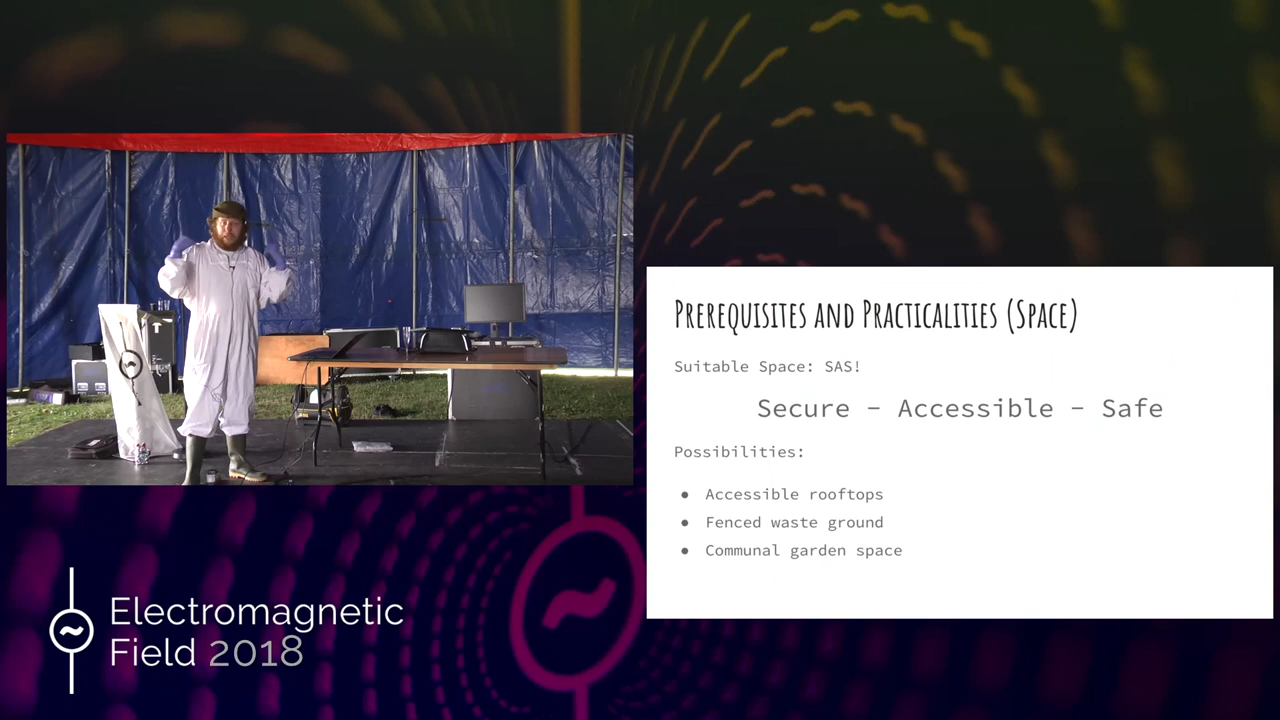 Prerequisites and Practicalities (Space)
Suitable Space: SAS!
Secure - Accessible - Safe
Possibilities:
● Accessible rooftops
● Fenced waste ground
● Communal garden space
Electromagnetic
Field 2018